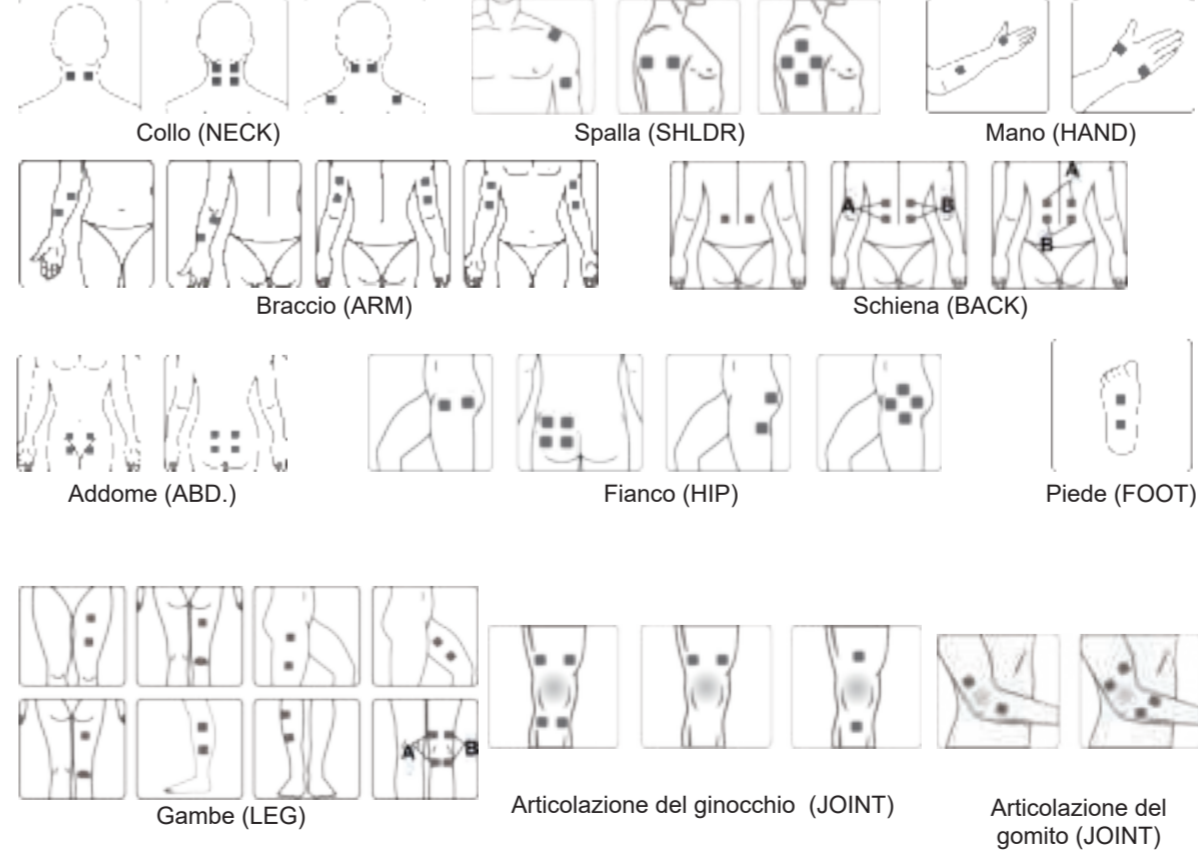 Collo (NECK)
Spalla (SHLDR)
Mano (HAND)
A
B
A
B
Braccio (ARM)
Schiena (BACK)
Addome (ABD.)
Fianco (HIP)
Piede (FOOT)
A
B
Gambe (LEG)
Articolazione del ginocchio (JOINT)
Articolazione del
gomito (JOINT)